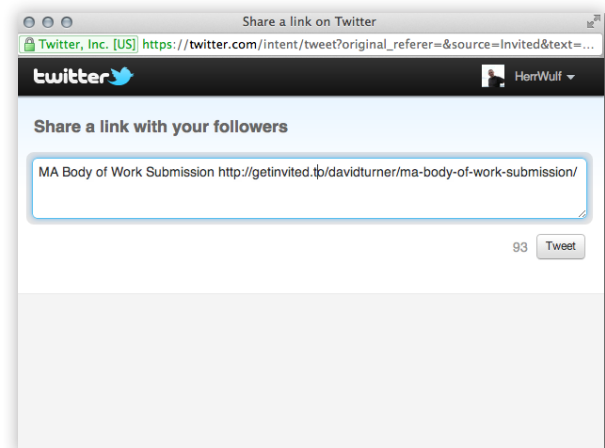 Share a link on Twitter
Twitter, Inc. [US] https://twitter.com/intent/tweet?original_referer=&source=Invited&text=...
twitter HerrWulf
Share a link with your followers
MA Body of Work Submission http://getinvited.to/davidturner/ma-body-of-work-submission/
93 Tweet